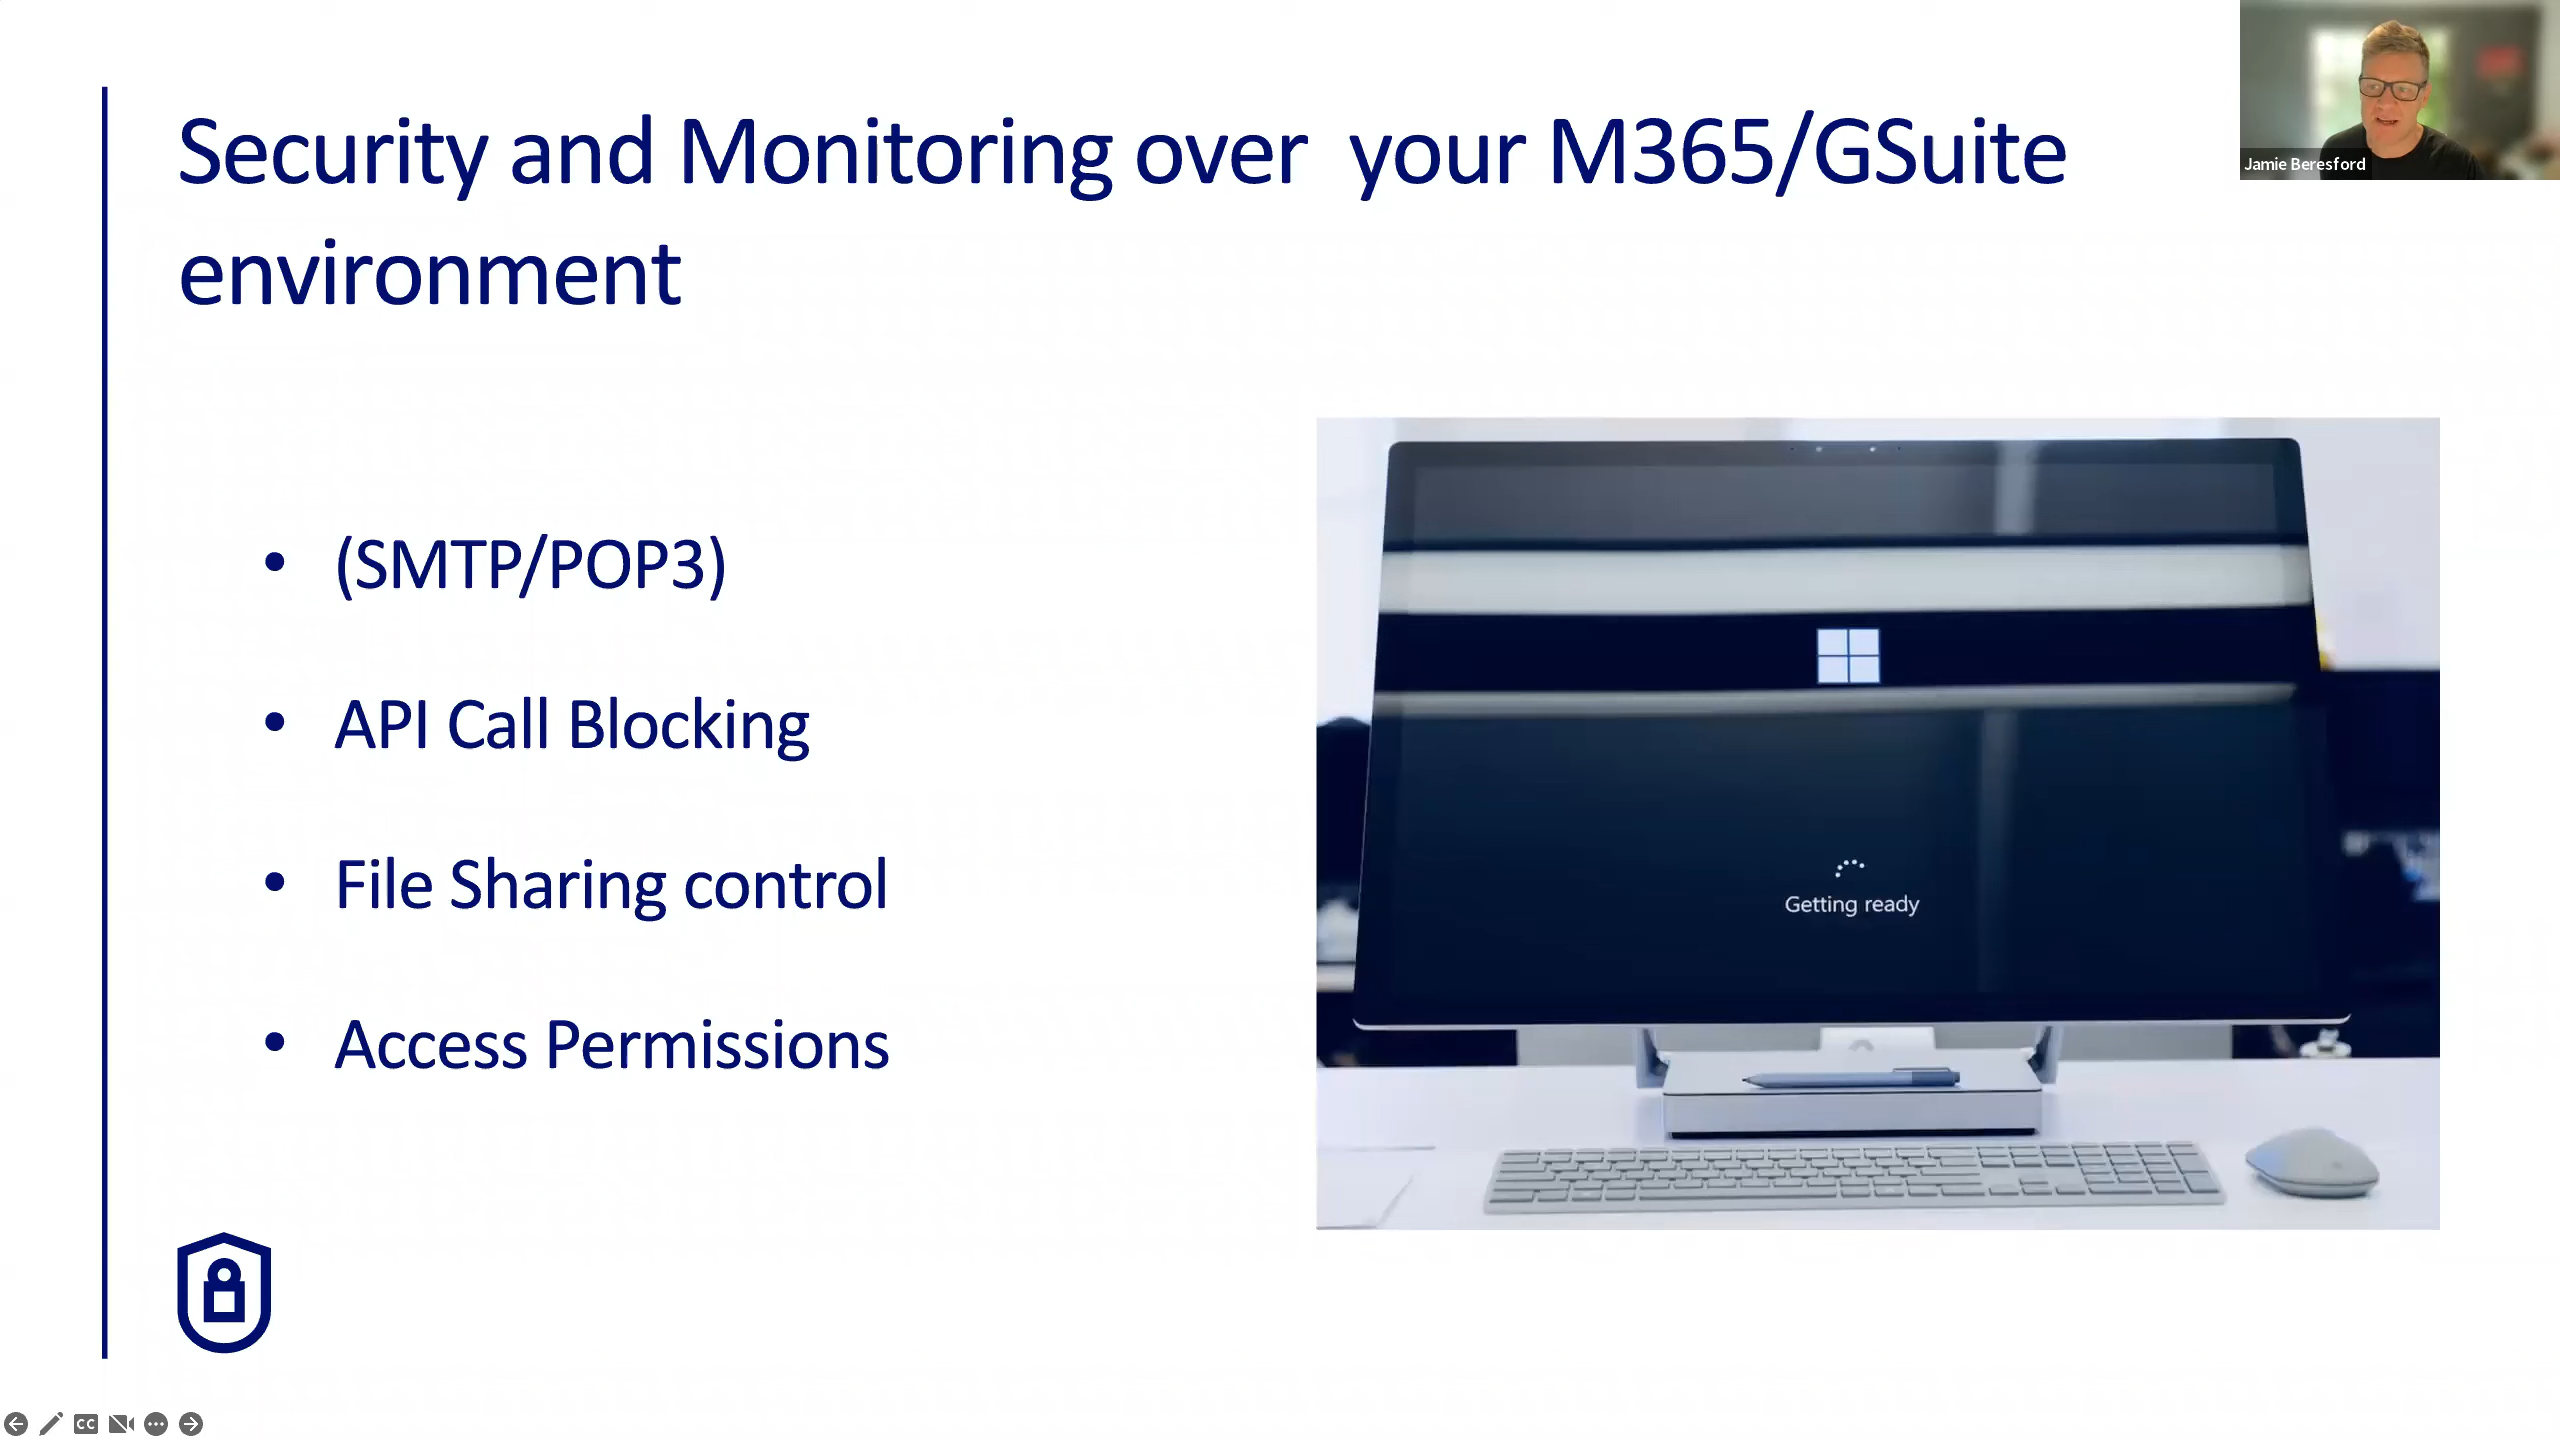 Security and Monitoring over  your M365/GSuite
environment
Jamie Beresford
• (SMTP/POP3)
• API Call Blocking
• File Sharing control
• Access Permissions
Getting ready
CC